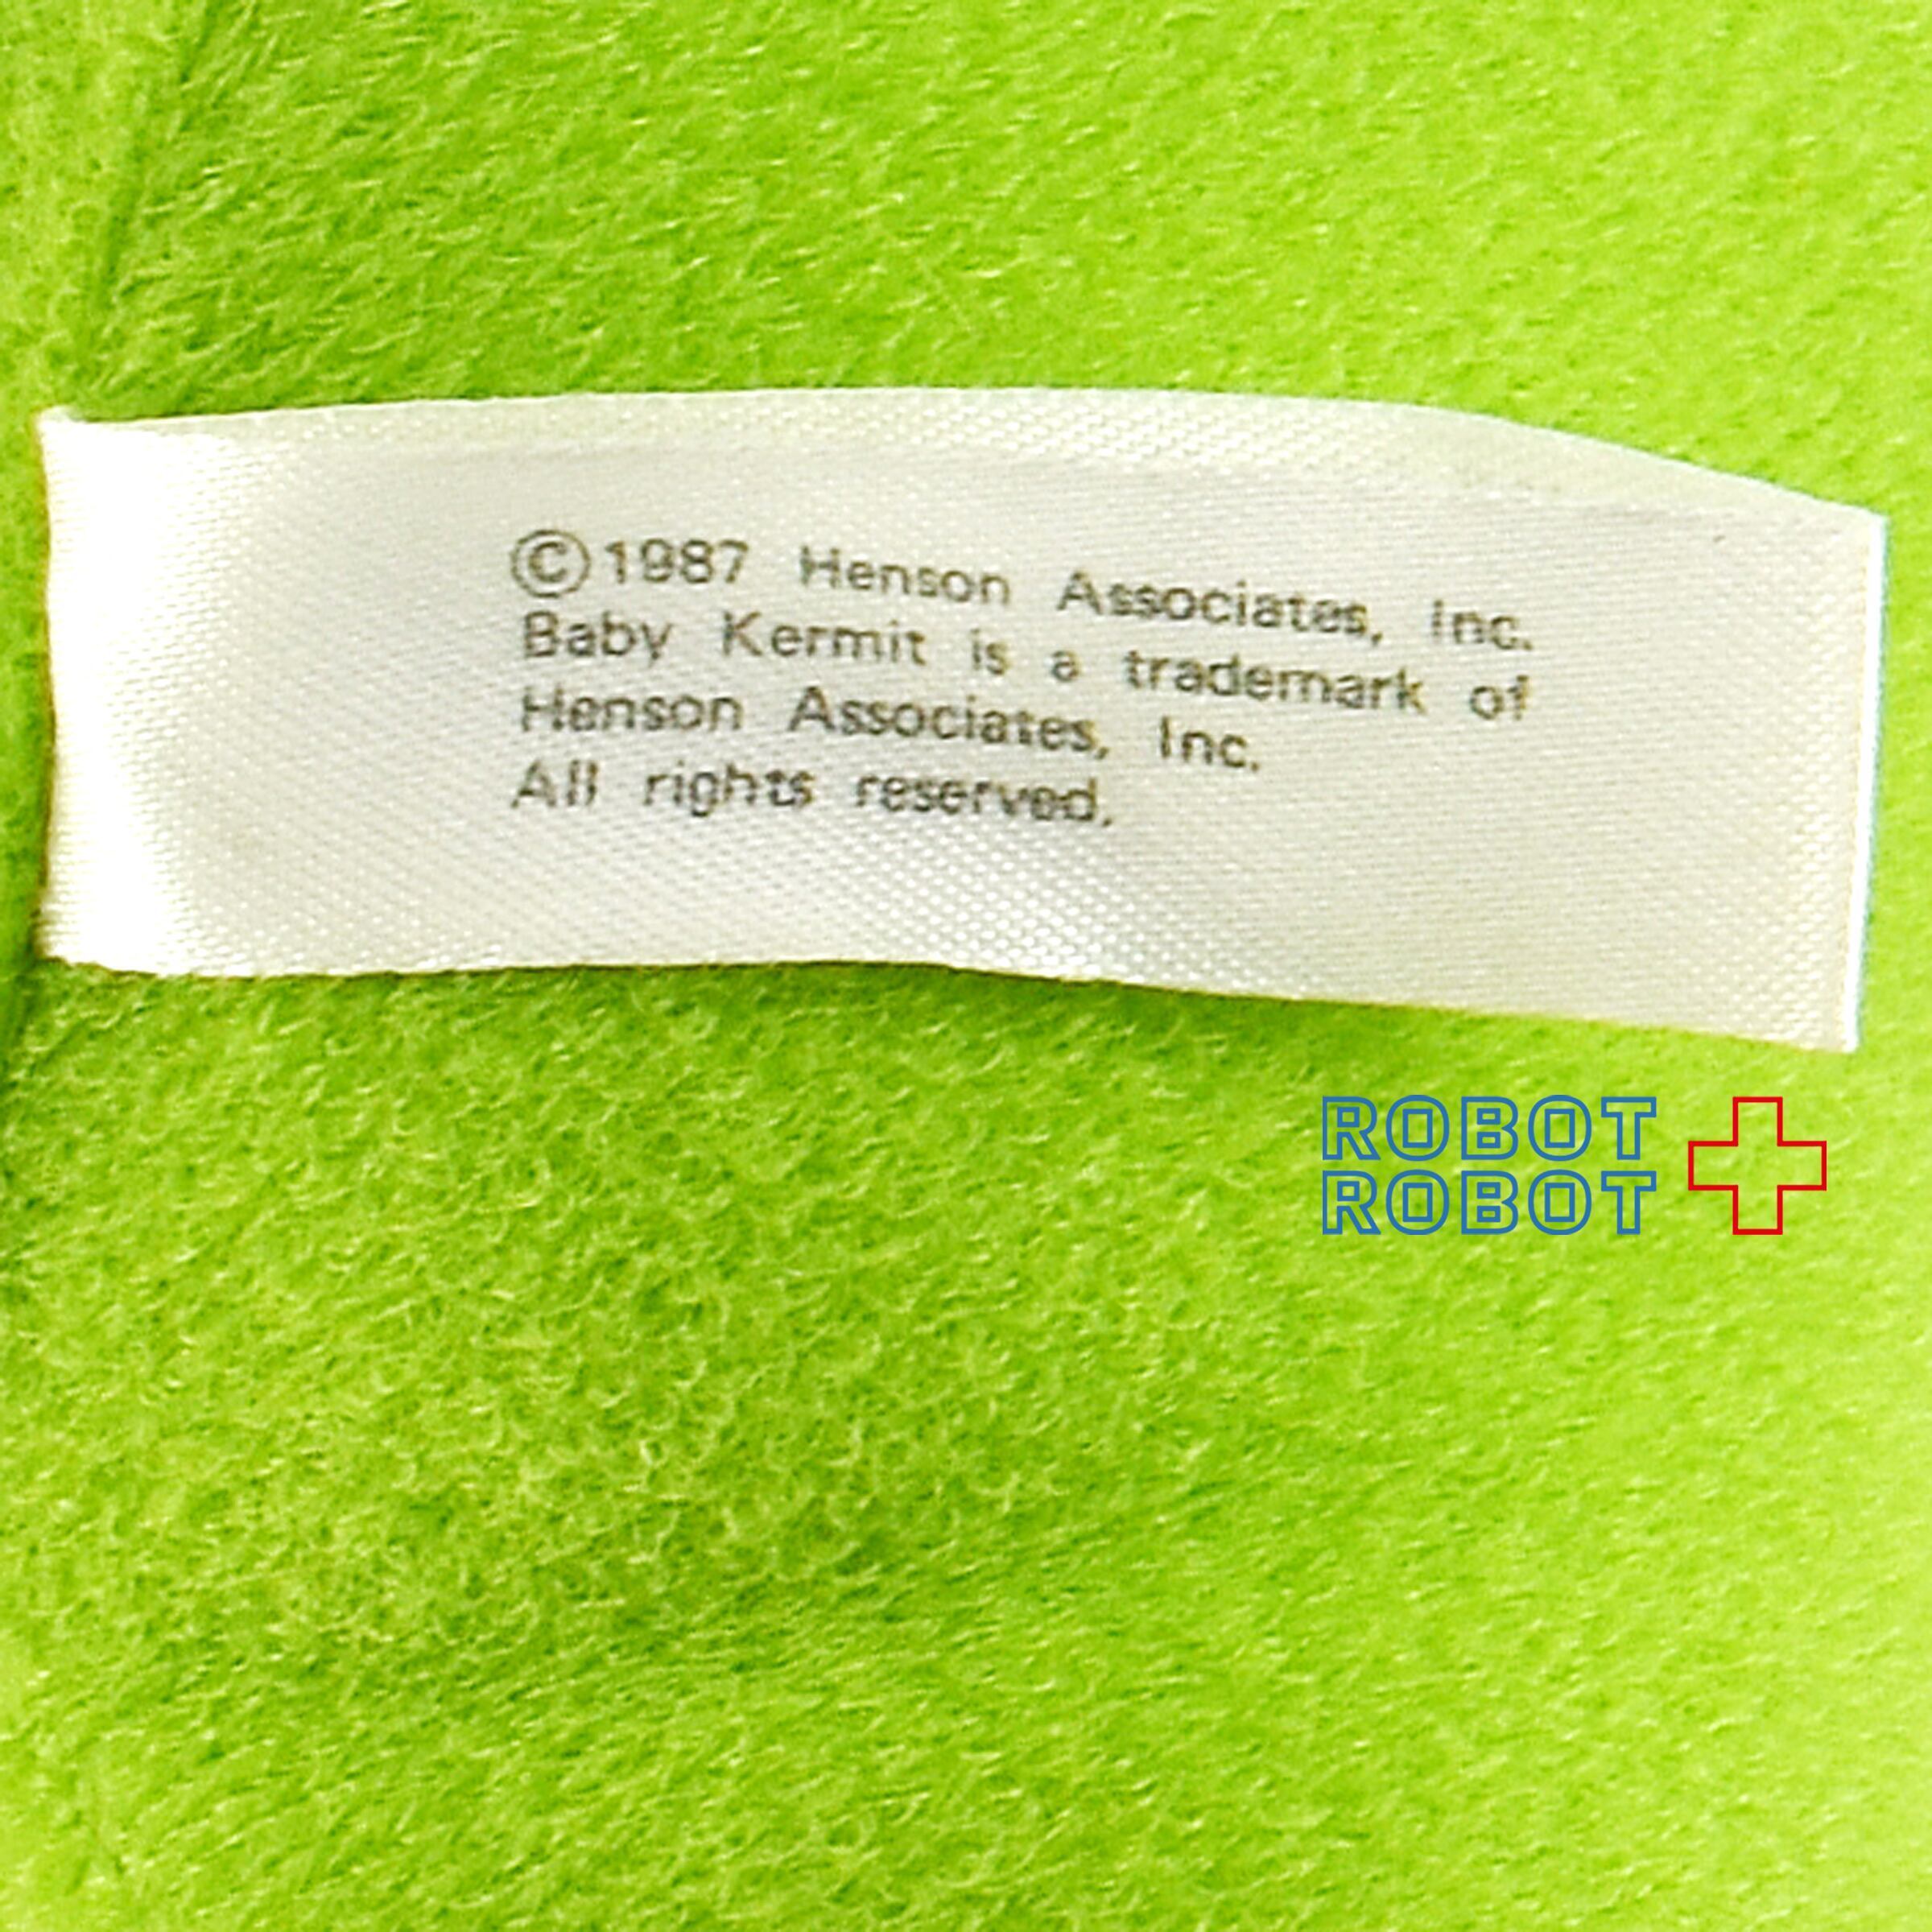 ©1987 Henson Associates, Inc.
Baby Kermit is a trademark of
Henson Associates, Inc.
All rights reserved.
ROBOT
ROBOT